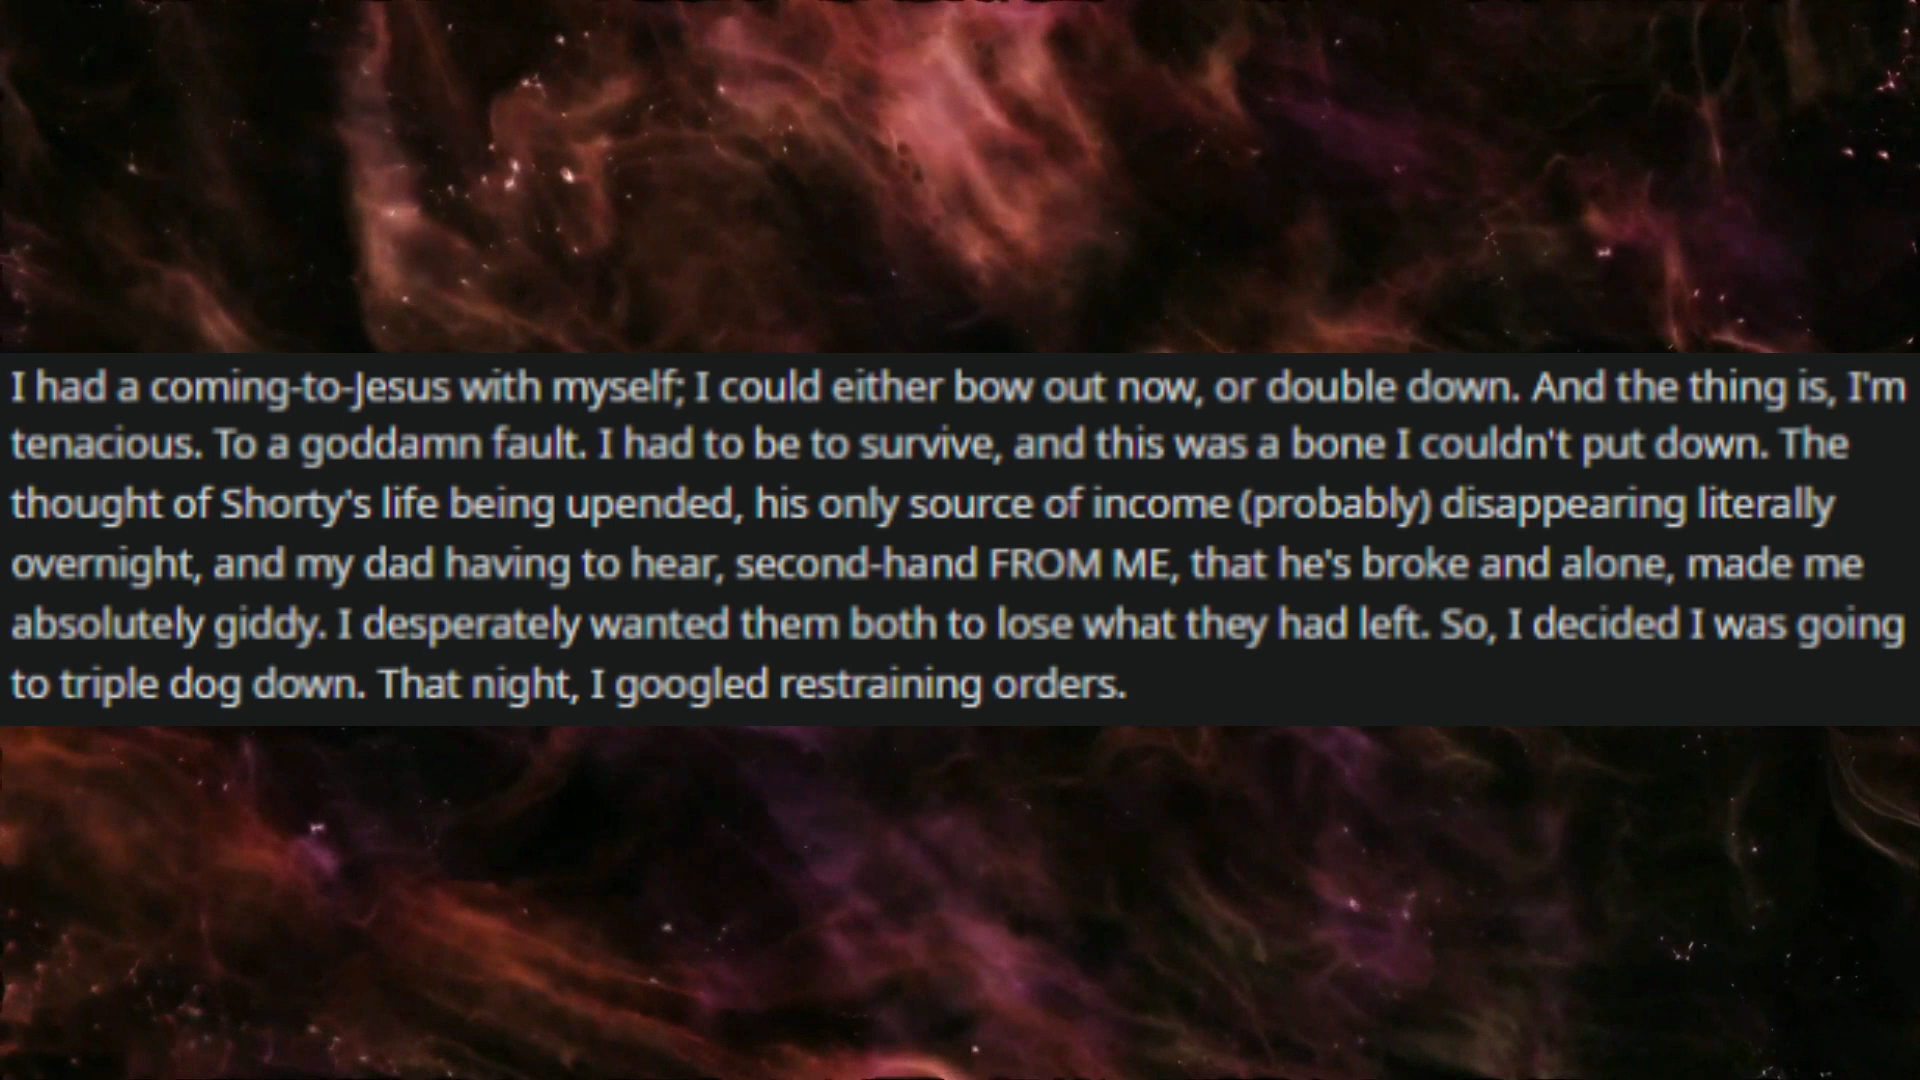 I had a coming-to-Jesus with myself; I could either bow out now, or double down. And the thing is, I'm
tenacious. To a goddamn fault. I had to be to survive, and this was a bone I couldn't put down. The
thought of Shorty's life being upended, his only source of income (probably) disappearing literally
overnight, and my dad having to hear, second-hand FROM ME, that he's broke and alone, made me
absolutely giddy. I desperately wanted them both to lose what they had left. So, I decided I was going
to triple dog down. That night, I googled restraining orders.